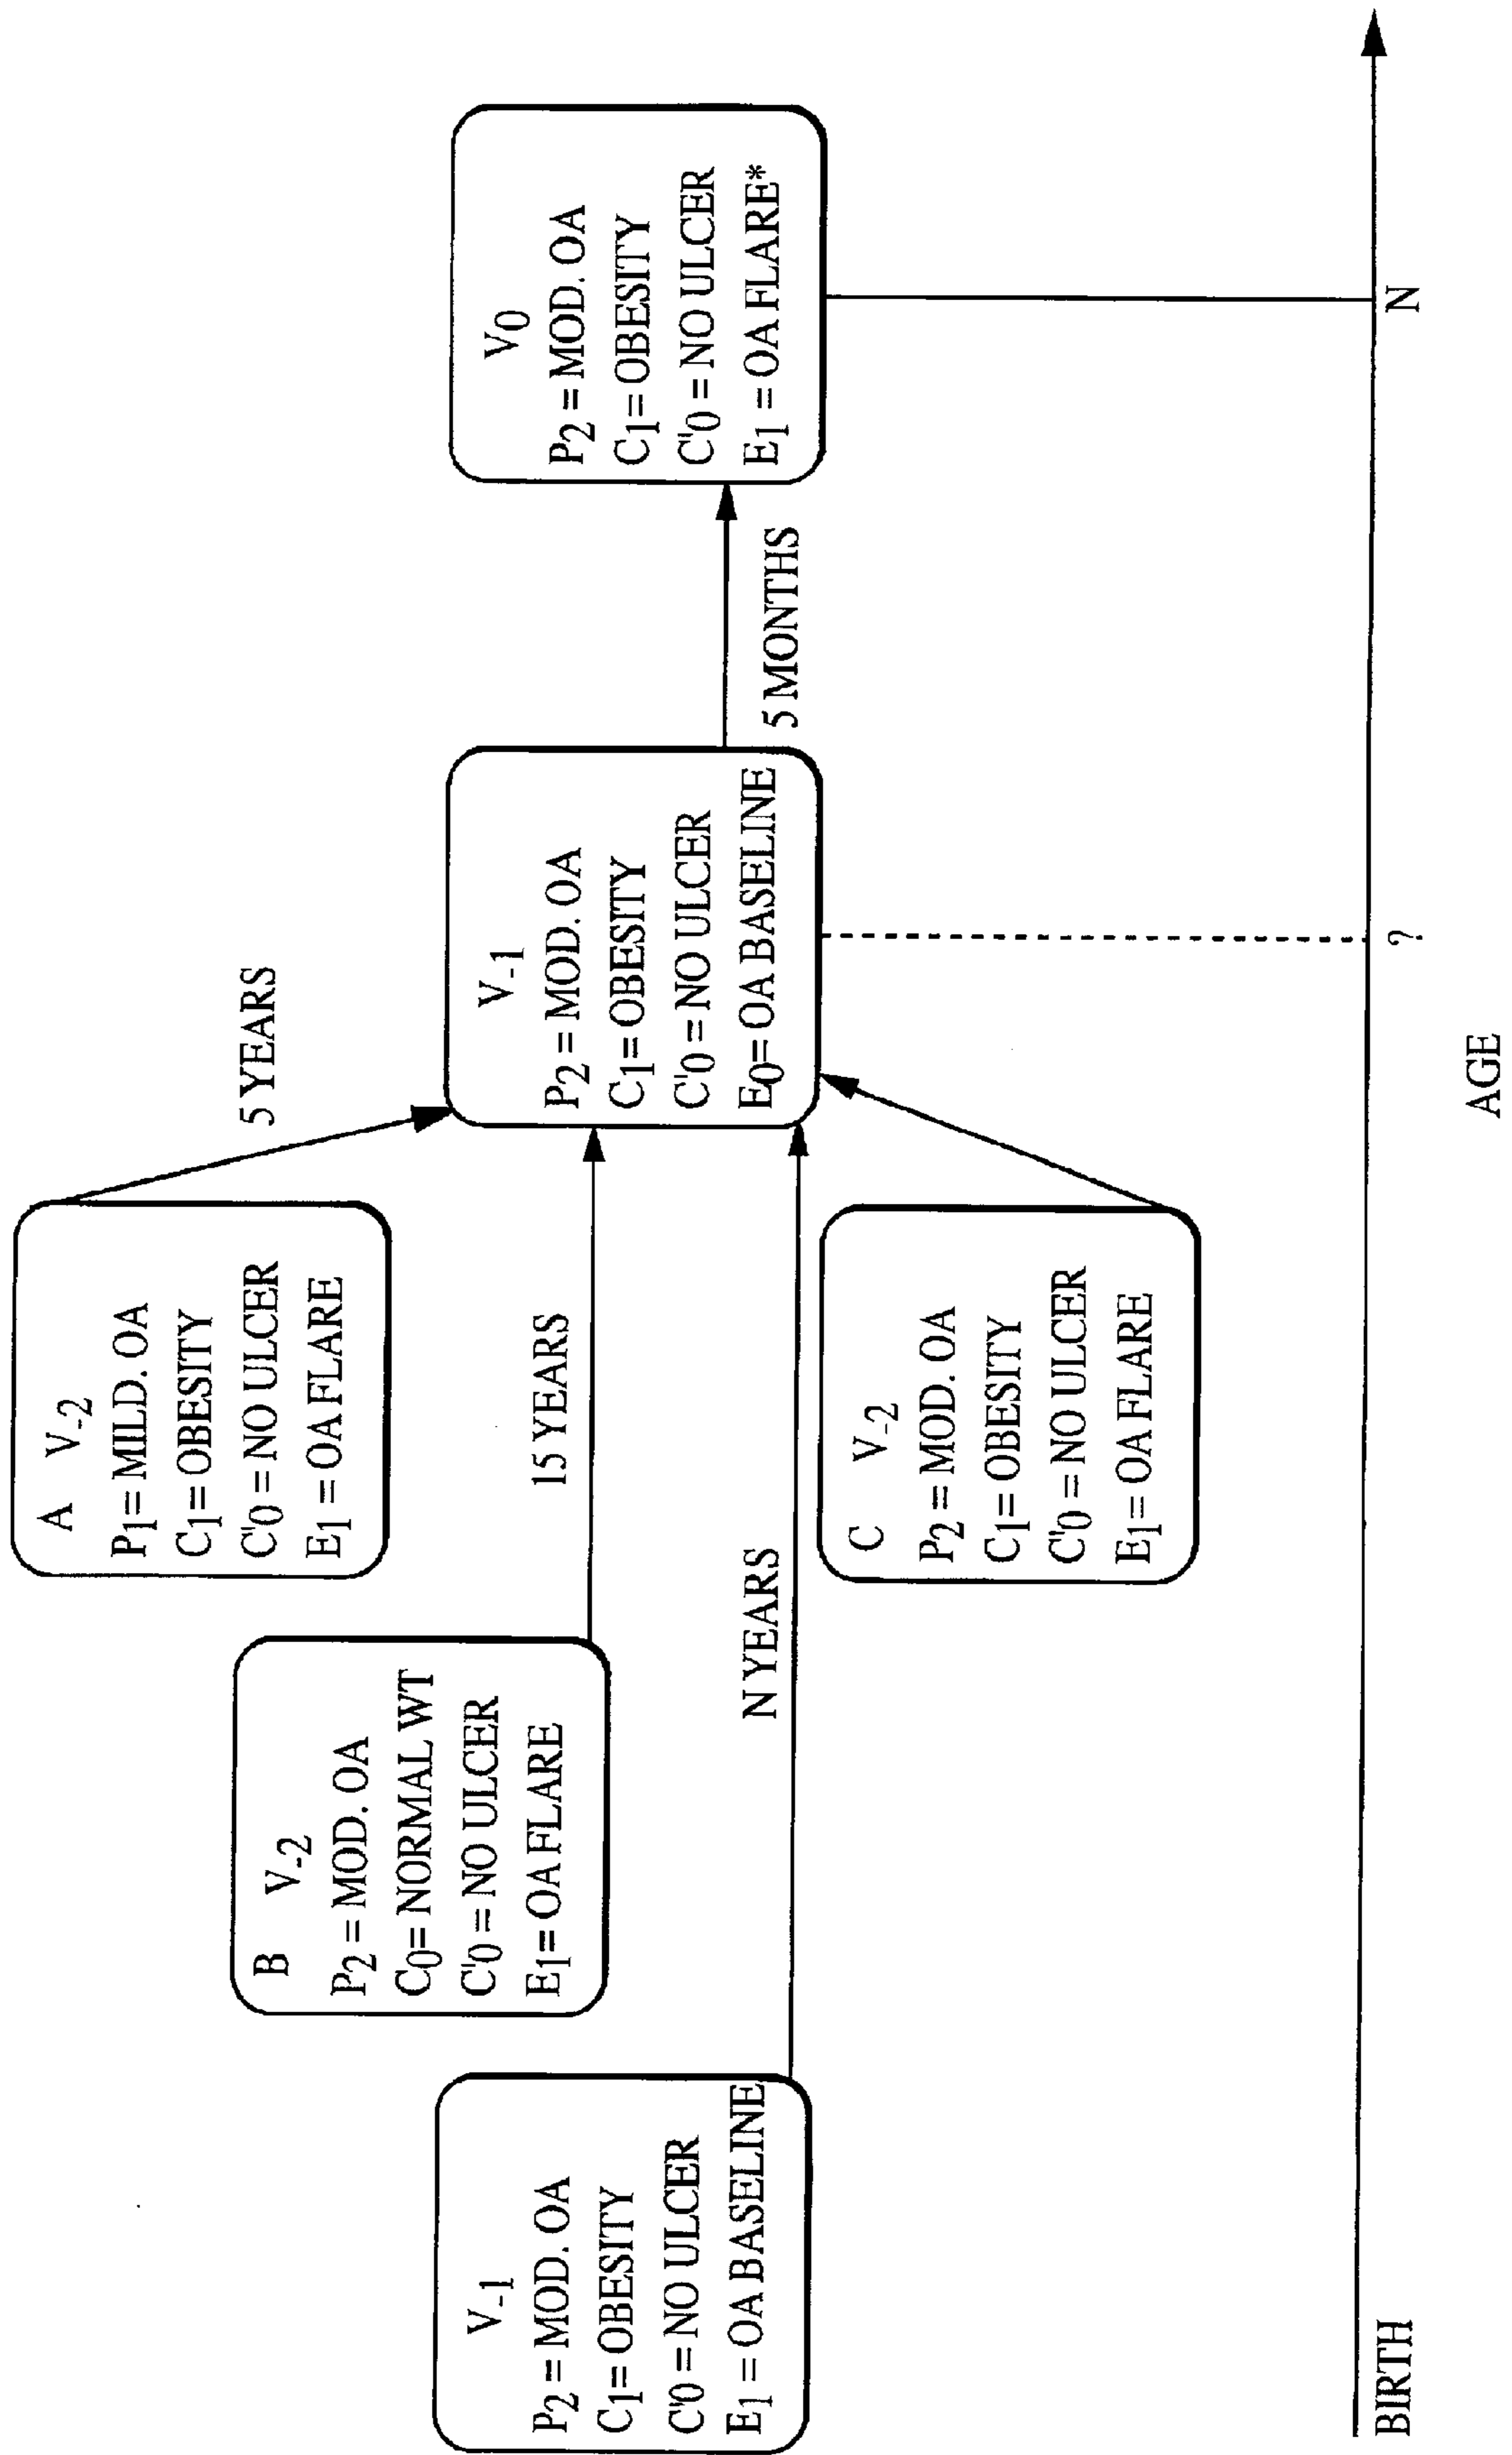 A V-2
P1= MILD. OA
C1= OBESITY
C'0 = NO ULCER
E1 = OA FLARE
5 YEARS
B V-2
P2 = MOD. OA
C0= NORMAL WT
C'0 = NO ULCER
E1= OA FLARE
15 YEARS
V-1
P2 = MOD. OA
C1= OBESITY
C'0 = NO ULCER
E1 = OA BASELINE
N YEARS
V-1
P2 = MOD. OA
C1= OBESITY
C'0 = NO ULCER
E0= OA BASELINE
5 MONTHS
V0
P2 = MOD. OA
C1= OBESITY
C'0 = NO ULCER
E1 = OA FLARE*
C V-2
P2 = MOD. OA
C1= OBESITY
C'0 = NO ULCER
E1= OA FLARE
BIRTH
?
N
AGE